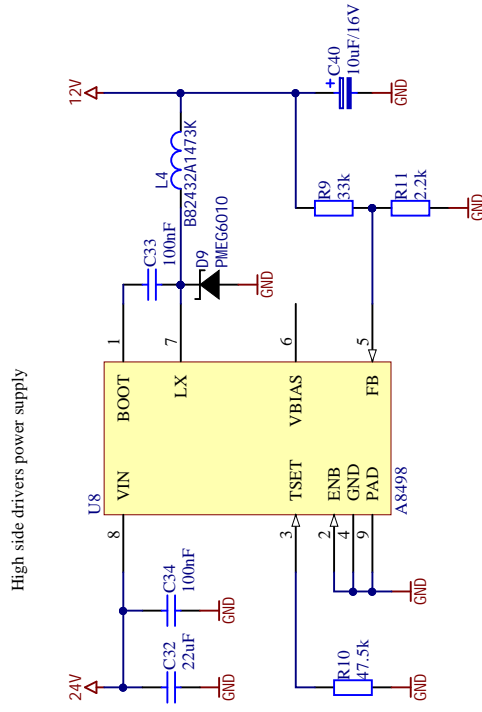 High side drivers power supply
24V
C32
22uF
GND
C34
100nF
GND
R10
47.5k
GND
GND
U8
8
VIN
3
TSET
2
ENB
4
GND
9
PAD
A8498
BOOT
1
LX
7
VBIAS
6
FB
5
C33
100nF
D9
PMEG6010
GND
L4
B82432A1473K
12V
R9
33k
R11
2.2k
GND
+
C40
10uF/16V
GND